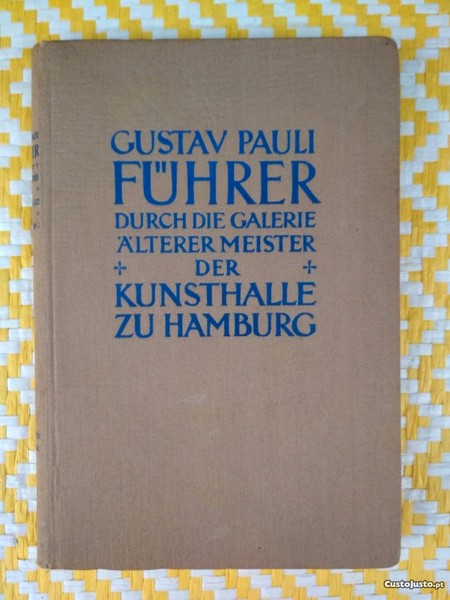 GUSTAV PAULI
FÜHRER
DURCH DIE GALERIE
ÄLTERER MEISTER
+ DER +
KUNSTHALLE
ZU HAMBURG
CustoJusto.pt